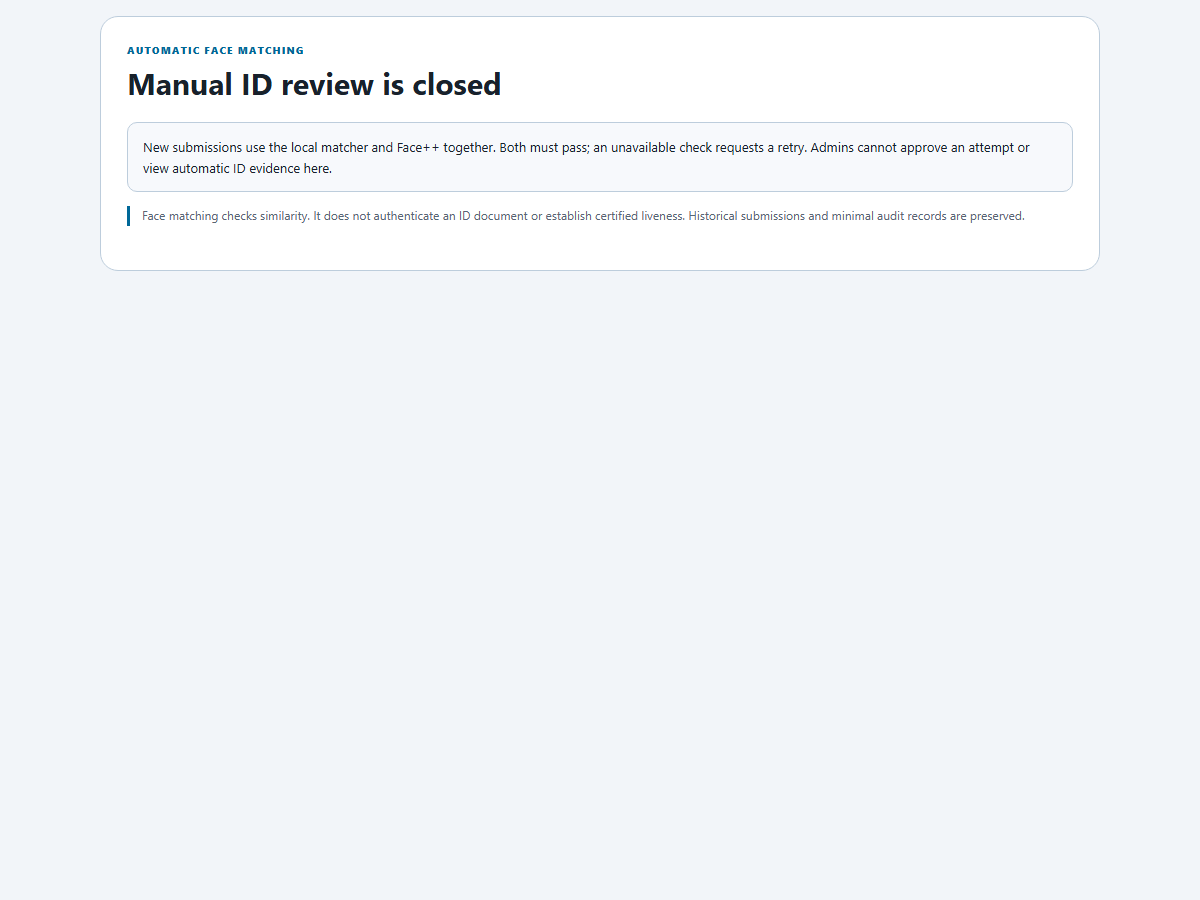 AUTOMATIC FACE MATCHING
Manual ID review is closed
New submissions use the local matcher and Face++ together. Both must pass; an unavailable check requests a retry. Admins cannot approve an attempt or
view automatic ID evidence here.
Face matching checks similarity. It does not authenticate an ID document or establish certified liveness. Historical submissions and minimal audit records are preserved.